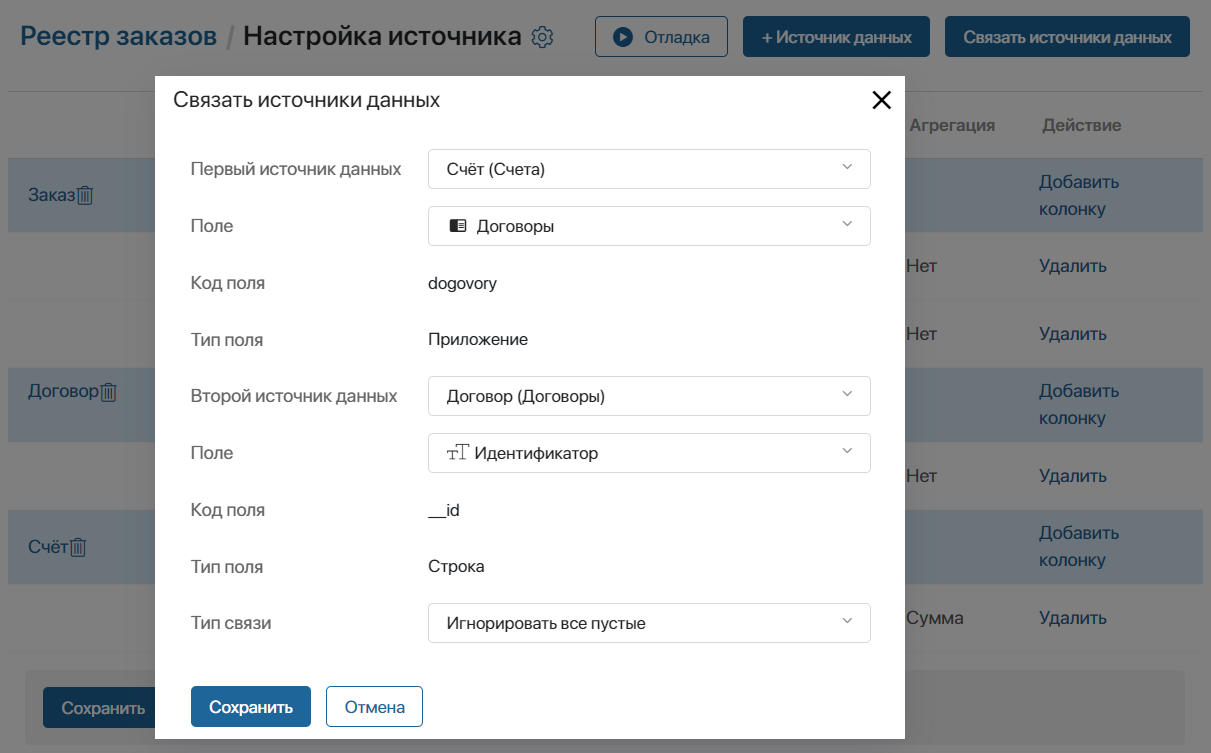 Реестр заказов / Настройка источника
Отладка
+ Источник данных
Связать источники данных
Связать источники данных
Агрегация
Действие
Первый источник данных
Счёт (Счета)
Заказ
Добавить
колонку
Поле
Договоры
Нет
Удалить
Код поля
dogovory
Тип поля
Приложение
Нет
Удалить
Договор
Второй источник данных
Договор (Договоры)
Добавить
колонку
Поле
Идентификатор
Нет
Удалить
Код поля
__id
Счёт
Добавить
колонку
Тип поля
Строка
Тип связи
Игнорировать все пустые
Сумма
Удалить
Сохранить
Сохранить
Отмена